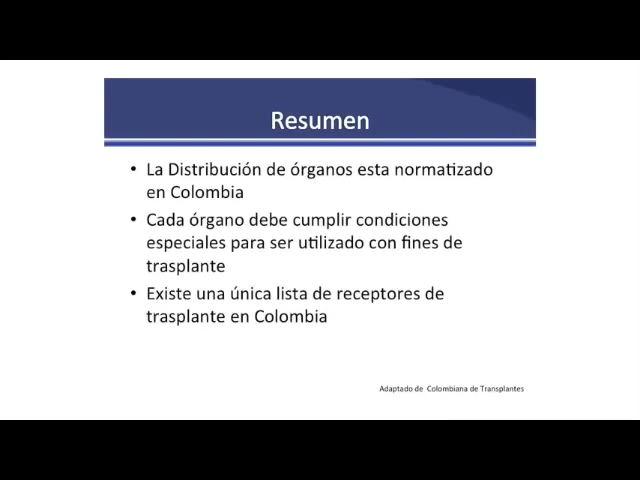 Resumen
• La Distribución de órganos esta normatizado
en Colombia
• Cada órgano debe cumplir condiciones
especiales para ser utilizado con fines de
trasplante
• Existe una única lista de receptores de
trasplante en Colombia
Adaptado de Colombiana de Transplantes